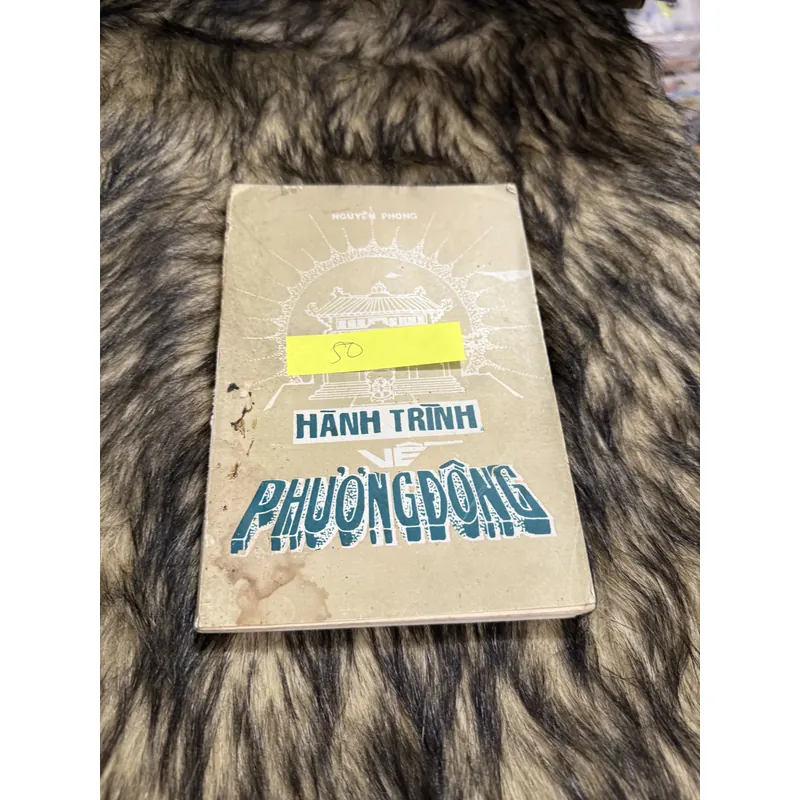 NGUYÊN PHONG
50
HÀNH TRÌNH
VỀ
PHƯƠNG ĐÔNG